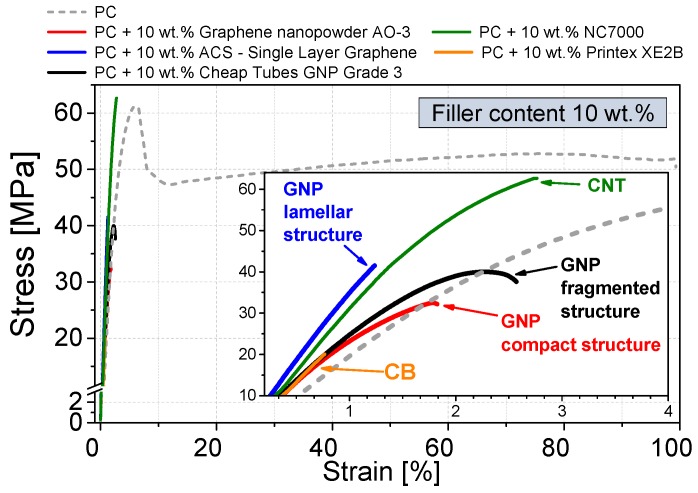 PC
PC + 10 wt.% Graphene nanopowder AO-3
PC + 10 wt.% NC7000
PC + 10 wt.% ACS - Single Layer Graphene
PC + 10 wt.% Printex XE2B
PC + 10 wt.% Cheap Tubes GNP Grade 3
Filler content 10 wt.%
Stress [MPa]
60
50
40
30
20
2
0
60
50
40
30
20
10
GNP
lamellar
structure
CNT
GNP
fragmented
structure
GNP
compact structure
CB
1
2
3
4
0
20
40
60
80
100
Strain [%]